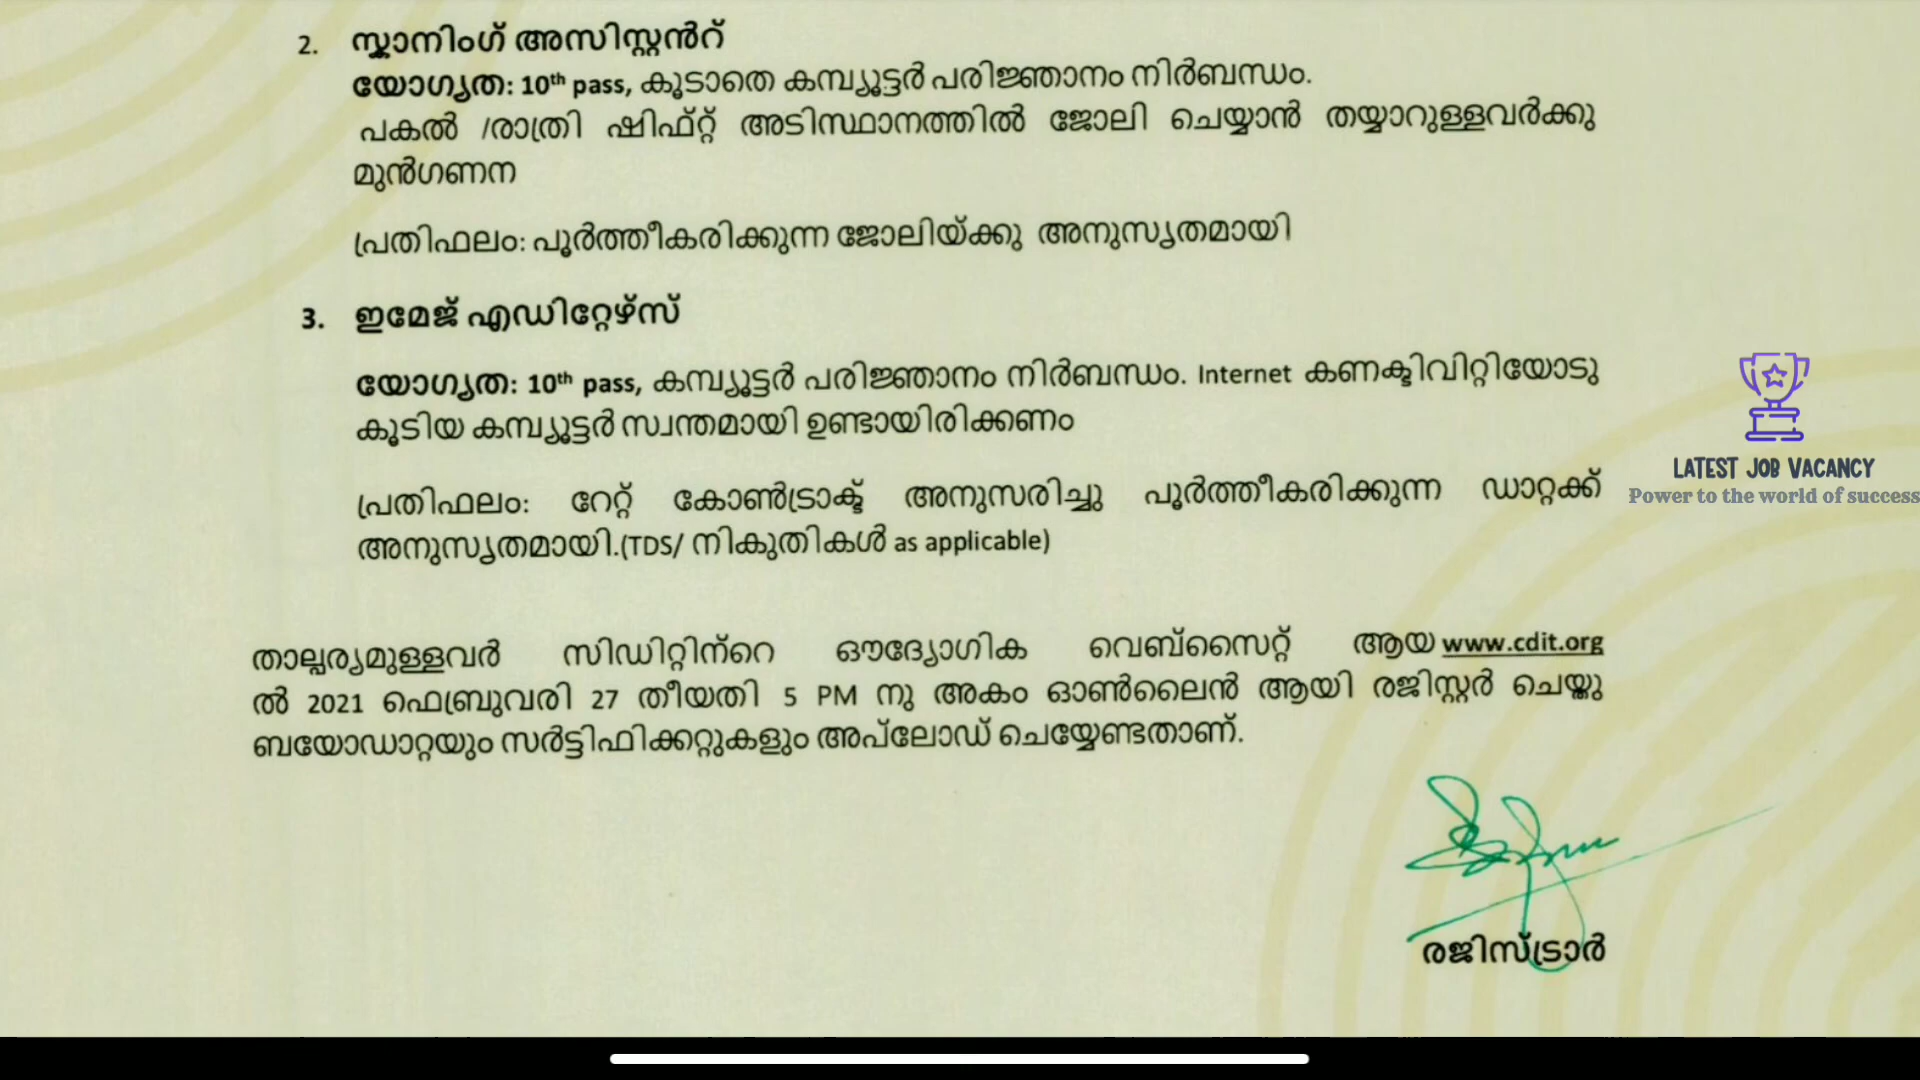 2. സ്കാനിംഗ് അസിസ്റ്റൻറ്
യോഗ്യത: 10th pass, കൂടാതെ കമ്പ്യൂട്ടർ പരിജ്ഞാനം നിർബന്ധം.
പകൽ /രാത്രി ഷിഫ്റ്റ് അടിസ്ഥാനത്തിൽ ജോലി ചെയ്യാൻ തയ്യാറുള്ളവർക്കു
മുൻഗണന
പ്രതിഫലം: പൂർത്തീകരിക്കുന്ന ജോലിയ്ക്കു അനുസൃതമായി
3. ഇമേജ് എഡിറ്റേഴ്സ്
യോഗ്യത: 10th pass, കമ്പ്യൂട്ടർ പരിജ്ഞാനം നിർബന്ധം. Internet കണക്ടിവിറ്റിയോടു
കൂടിയ കമ്പ്യൂട്ടർ സ്വന്തമായി ഉണ്ടായിരിക്കണം
പ്രതിഫലം: റേറ്റ് കോൺട്രാക്ട് അനുസരിച്ചു പൂർത്തീകരിക്കുന്ന ഡാറ്റക്ക്
അനുസൃതമായി.(TDS/ നികുതികൾ as applicable)
താല്പര്യമുള്ളവർ സിഡിറ്റിന്റെ ഔദ്യോഗിക വെബ്സൈറ്റ് ആയ www.cdit.org
ൽ 2021 ഫെബ്രുവരി 27 തീയതി 5 PM നു അകം ഓൺലൈൻ ആയി രജിസ്റ്റർ ചെയ്തു
ബയോഡാറ്റയും സർട്ടിഫിക്കറ്റുകളും അപ്‌ലോഡ് ചെയ്യേണ്ടതാണ്.
രജിസ്ട്രാർ
LATEST JOB VACANCY
Power to the world of success